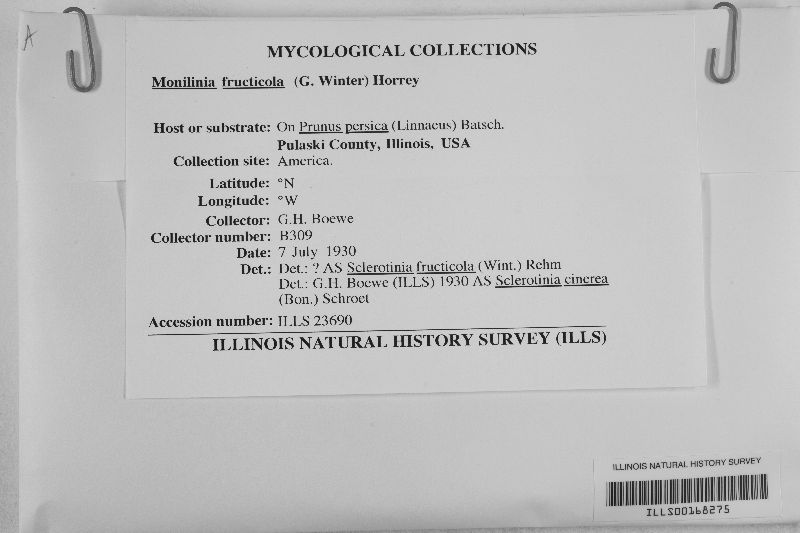 A
MYCOLOGICAL COLLECTIONS
Monilinia fructicola (G. Winter) Horrey
Host or substrate: On Prunus persica (Linnaeus) Batsch.
Pulaski County, Illinois, USA
Collection site: America.
Latitude: °N
Longitude: °W
Collector: G.H. Boewe
Collector number: B309
Date: 7 July 1930
Det.: Det.: ? AS Sclerotinia fructicola (Wint.) Rehm
Det.: G.H. Boewe (ILLS) 1930 AS Sclerotinia cinerea
(Bon.) Schroet
Accession number: ILLS 23690
ILLINOIS NATURAL HISTORY SURVEY (ILLS)
ILLINOIS NATURAL HISTORY SURVEY
ILLS00168275